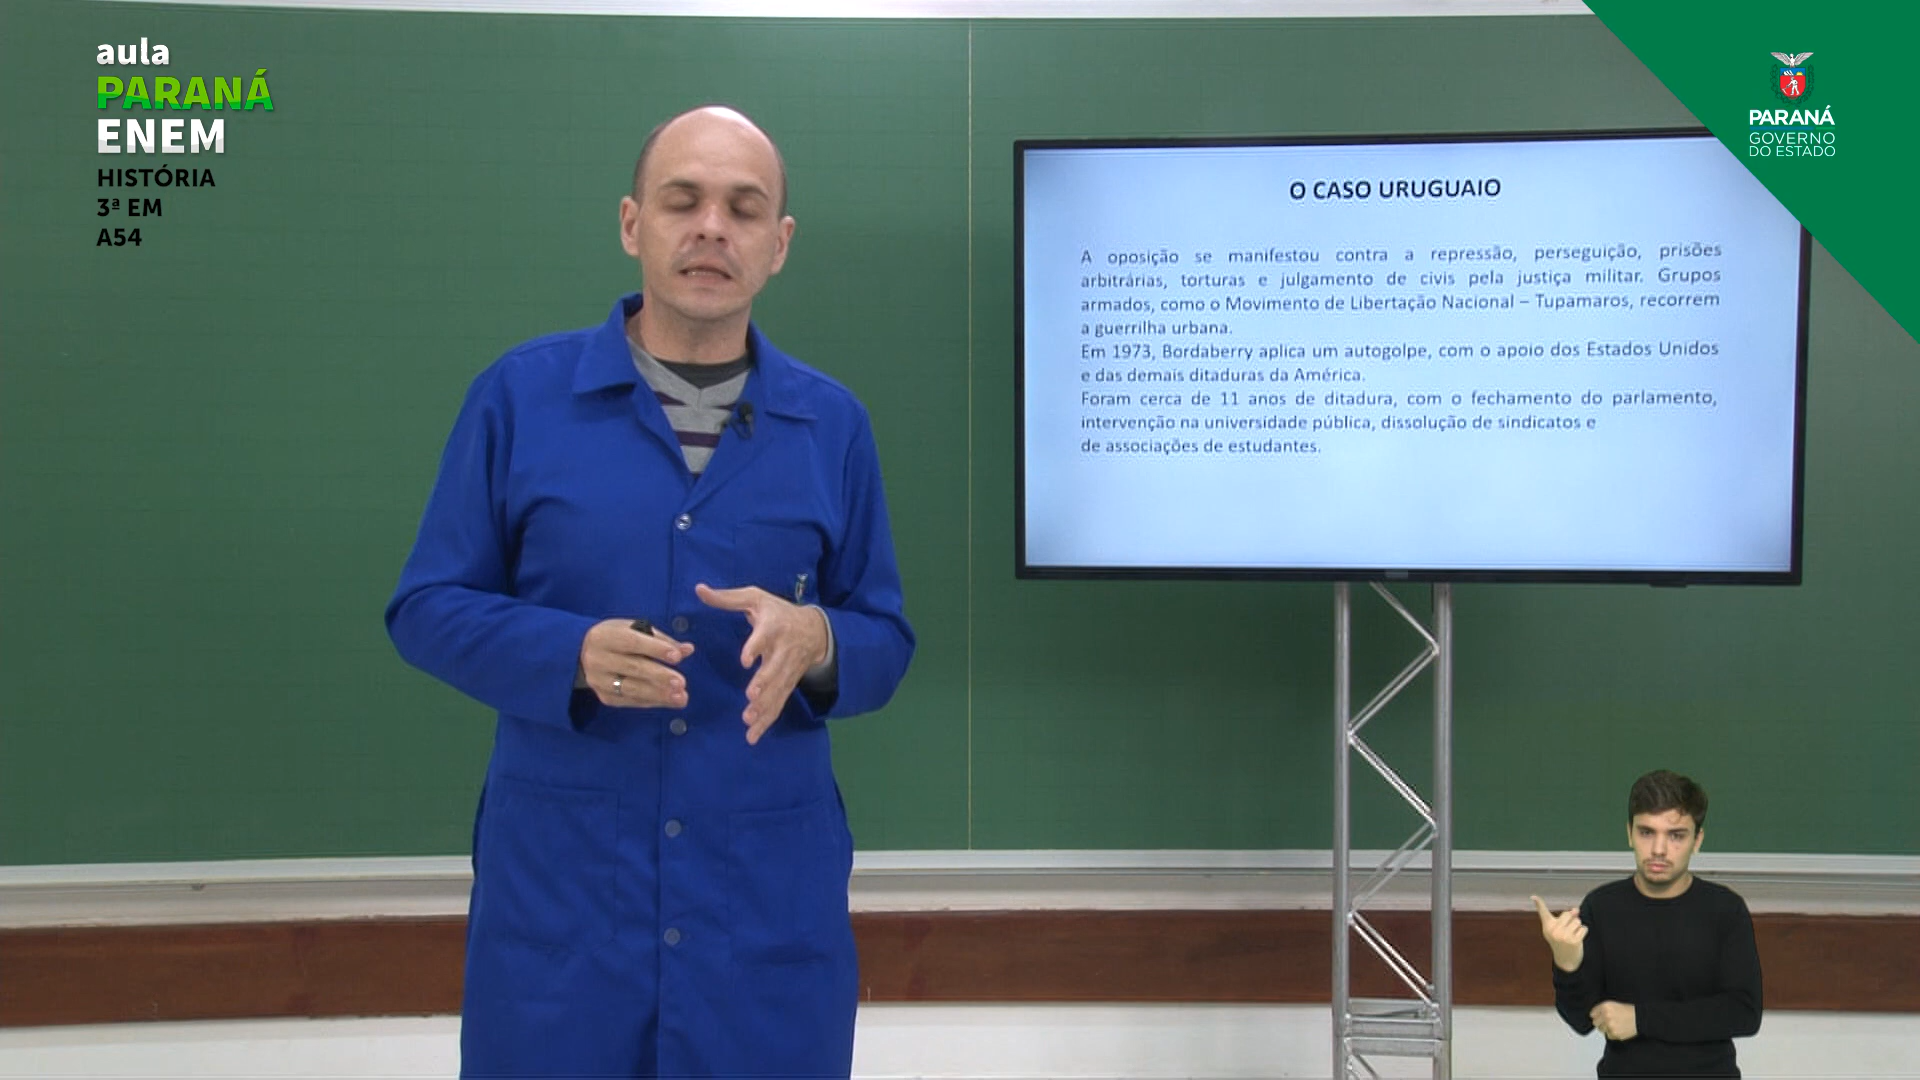 aula
PARANÁ
ENEM
HISTÓRIA
3ª EM
A54
PARANÁ
GOVERNO
DO ESTADO
O CASO URUGUAIO
A oposição se manifestou contra a repressão, perseguição, prisões
arbitrárias, torturas e julgamento de civis pela justiça militar. Grupos
armados, como o Movimento de Libertação Nacional – Tupamaros, recorrem
a guerrilha urbana.
Em 1973, Bordaberry aplica um autogolpe, com o apoio dos Estados Unidos
e das demais ditaduras da América.
Foram cerca de 11 anos de ditadura, com o fechamento do parlamento,
intervenção na universidade pública, dissolução de sindicatos e
de associações de estudantes.